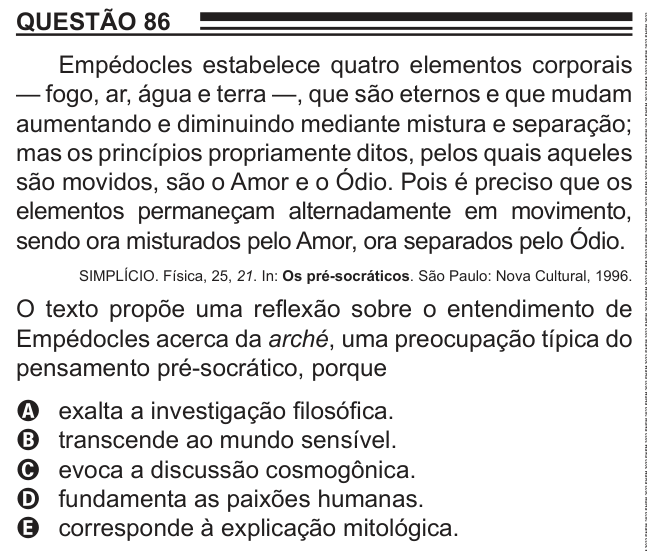 QUESTÃO 86
Empédocles estabelece quatro elementos corporais
— fogo, ar, água e terra —, que são eternos e que mudam
aumentando e diminuindo mediante mistura e separação;
mas os princípios propriamente ditos, pelos quais aqueles
são movidos, são o Amor e o Ódio. Pois é preciso que os
elementos permaneçam alternadamente em movimento,
sendo ora misturados pelo Amor, ora separados pelo Ódio.
SIMPLÍCIO. Física, 25, 21. In: Os pré-socráticos. São Paulo: Nova Cultural, 1996.
O texto propõe uma reflexão sobre o entendimento de
Empédocles acerca da arché, uma preocupação típica do
pensamento pré-socrático, porque
A exalta a investigação filosófica.
B transcende ao mundo sensível.
C evoca a discussão cosmogônica.
D fundamenta as paixões humanas.
E corresponde à explicação mitológica.